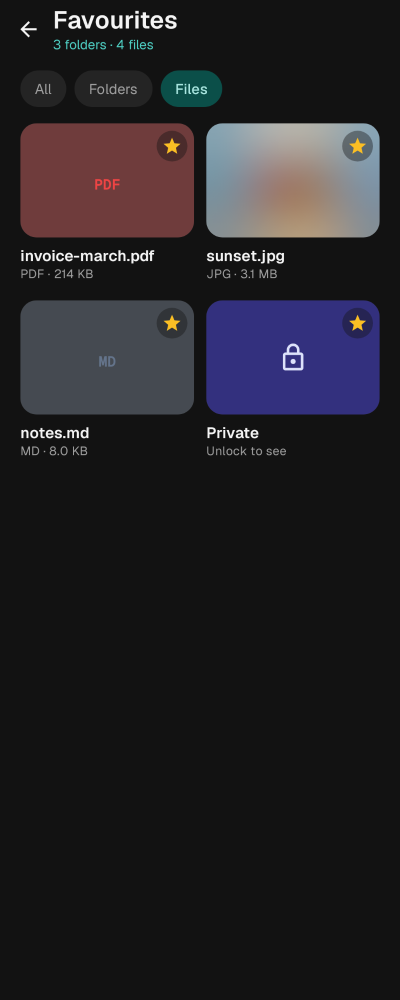 Favourites
3 folders · 4 files
All Folders Files
PDF
invoice-march.pdf sunset.jpg
PDF · 214 KB JPG · 3.1 MB
MD
notes.md Private
MD · 8.0 KB Unlock to see